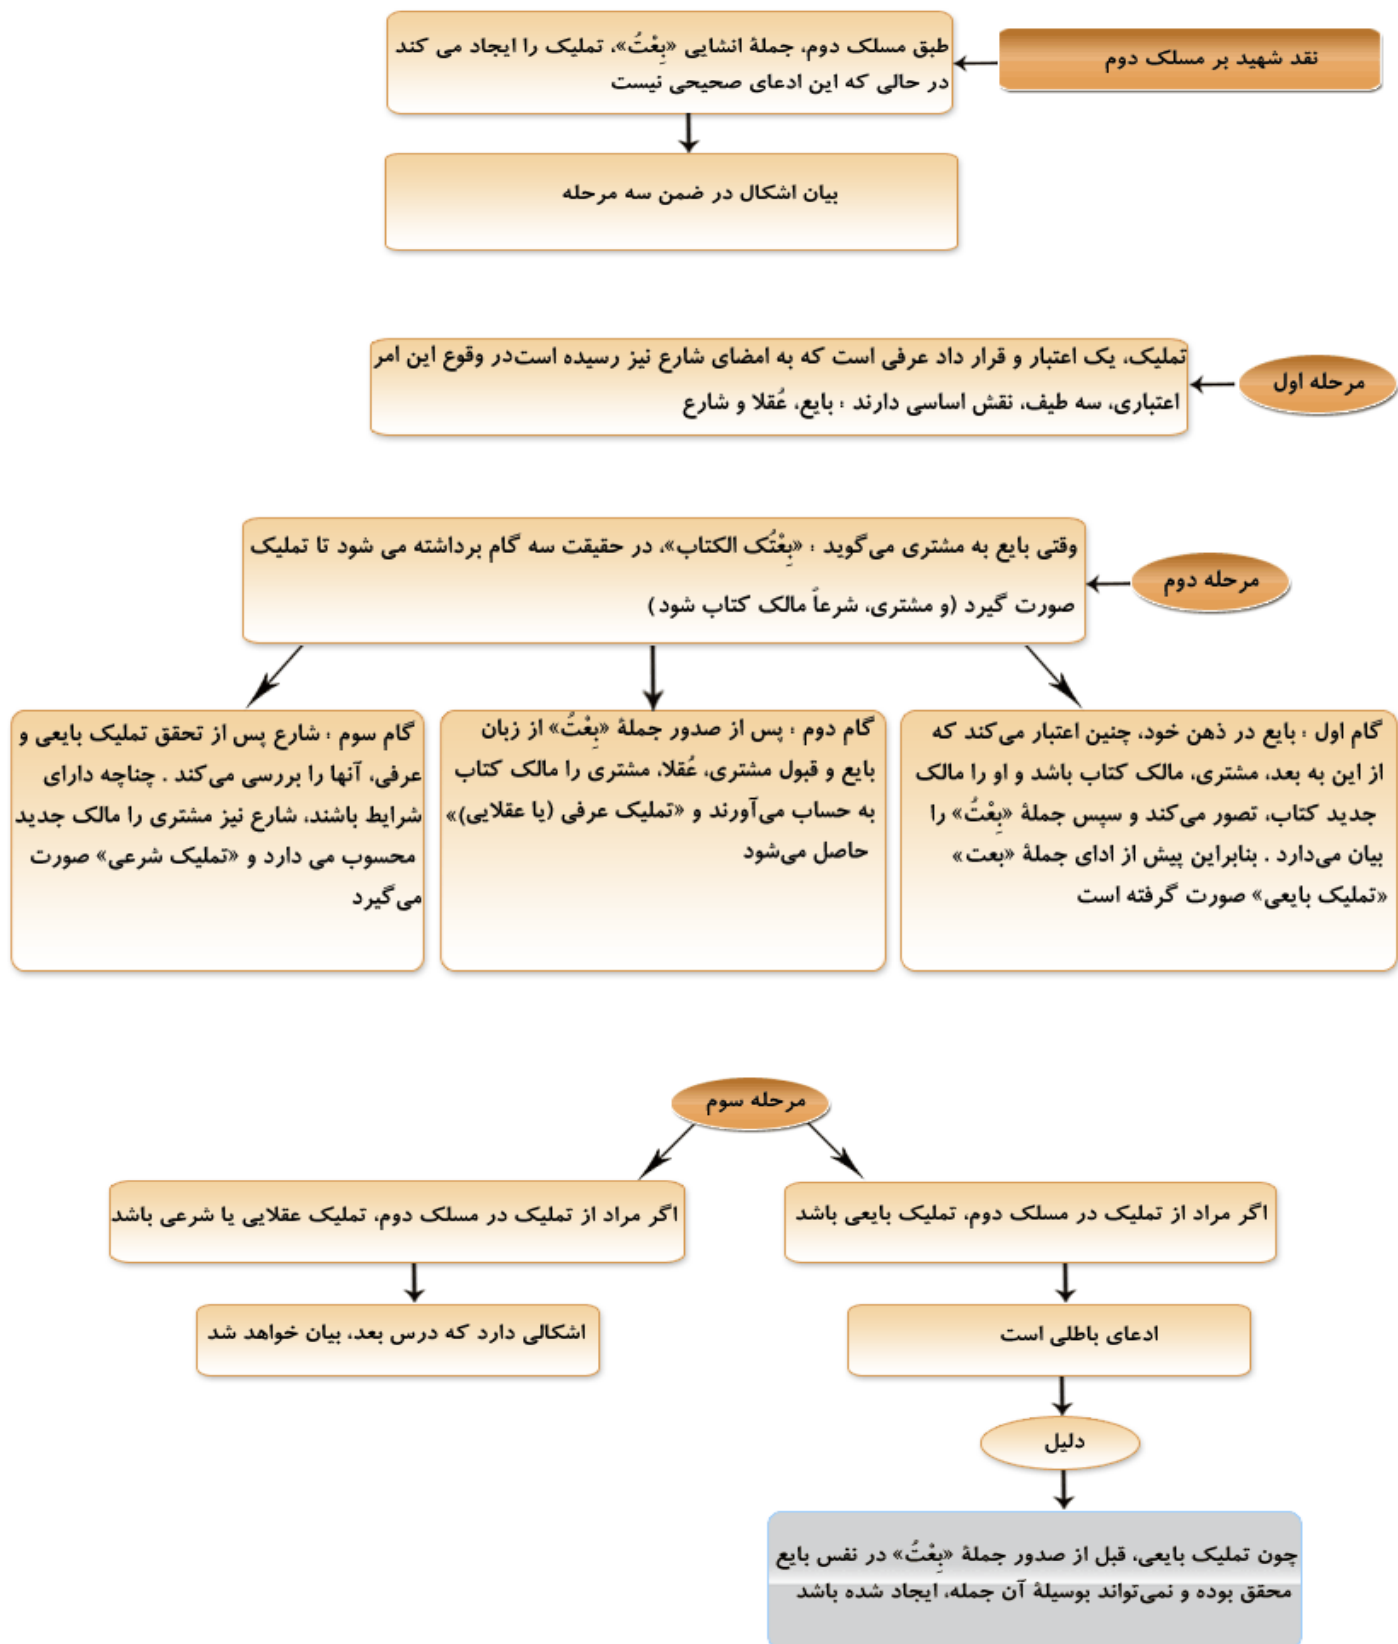 نقد شهید بر مسلک دوم
طبق مسلک دوم، جملهٔ انشایی «بِعْتُ»، تملیک را ایجاد می کند
در حالی که این ادعای صحیحی نیست
بیان اشکال در ضمن سه مرحله
مرحله اول
تملیک، یک اعتبار و قرار داد عرفی است که به امضای شارع نیز رسیده استدر وقوع این امر
اعتباری، سه طیف، نقش اساسی دارند : بایع، عُقلا و شارع
مرحله دوم
وقتی بایع به مشتری می‌گوید : «بِعْتُک الکتاب»، در حقیقت سه گام برداشته می شود تا تملیک
صورت گیرد (و مشتری، شرعاً مالک کتاب شود)
گام اول : بایع در ذهن خود، چنین اعتبار می‌کند که
از این به بعد، مشتری، مالک کتاب باشد و او را مالک
جدید کتاب، تصور می‌کند و سپس جملهٔ «بِعْتُ» را
بیان می‌دارد . بنابراین پیش از ادای جملهٔ «بعت»
«تملیک بایعی» صورت گرفته است
گام دوم : پس از صدور جملهٔ «بِعْتُ» از زبان
بایع و قبول مشتری، عُقلا، مشتری را مالک کتاب
به حساب می‌آورند و «تملیک عرفی (یا عقلایی)»
حاصل می‌شود
گام سوم : شارع پس از تحقق تملیک بایعی و
عرفی، آنها را بررسی می‌کند . چناچه دارای
شرایط باشند، شارع نیز مشتری را مالک جدید
محسوب می دارد و «تملیک شرعی» صورت
می‌گیرد
مرحله سوم
اگر مراد از تملیک در مسلک دوم، تملیک بایعی باشد
ادعای باطلی است
دلیل
چون تملیک بایعی، قبل از صدور جملهٔ «بِعْتُ» در نفس بایع
محقق بوده و نمی‌تواند بوسیلهٔ آن جمله، ایجاد شده باشد
اگر مراد از تملیک در مسلک دوم، تملیک عقلایی یا شرعی باشد
اشکالی دارد که درس بعد، بیان خواهد شد